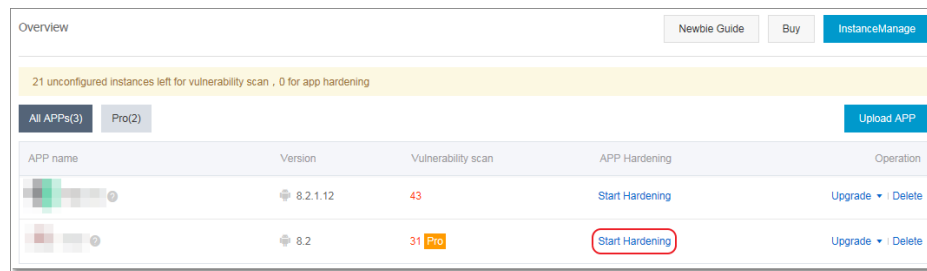 Overview Newbie Guide Buy InstanceManage
21 unconfigured instances left for vulnerability scan , 0 for app hardening
All APPs(3) Pro(2) Upload APP
APP name Version Vulnerability scan APP Hardening Operation
8.2.1.12 43 Start Hardening Upgrade Delete
8.2 31 Pro Start Hardening Upgrade Delete